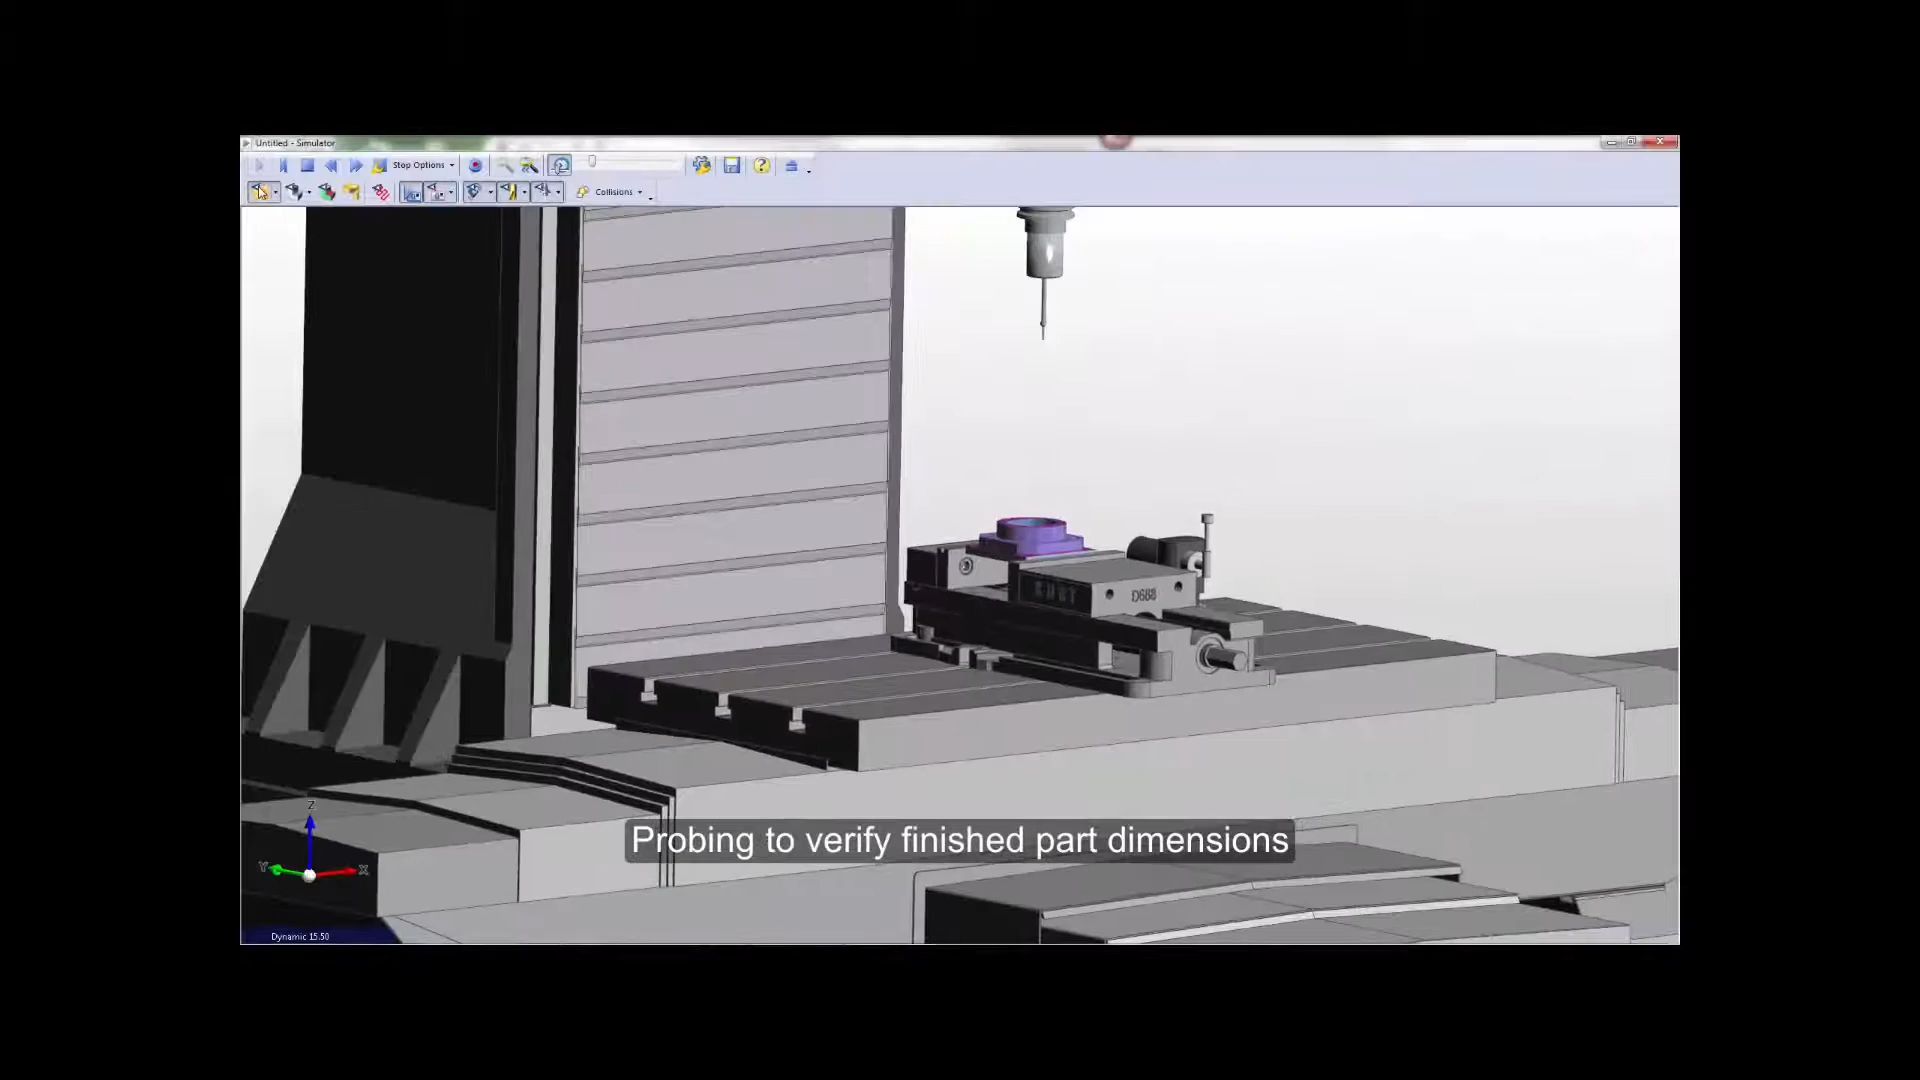 Untitled - Simulator
Stop Options
Collisions
D688
Z
Y
X
Probing to verify finished part dimensions
Dynamic 15.50